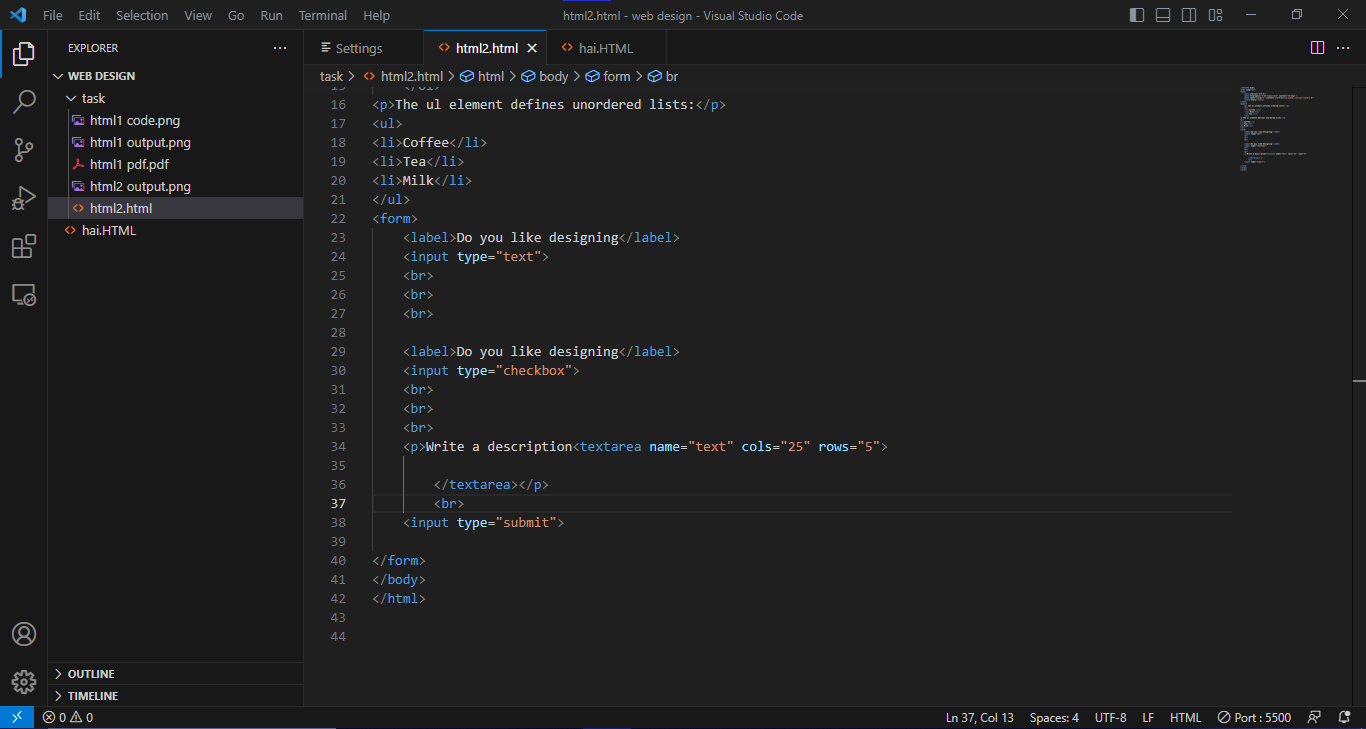 File Edit Selection View Go Run Terminal Help html2.html - web design - Visual Studio Code
EXPLORER
WEB DESIGN
task
html1 code.png
html1 output.png
html1 pdf.pdf
html2 output.png
html2.html
hai.HTML
OUTLINE
TIMELINE
Settings html2.html hai.HTML
task > html2.html > html > body > form > br
15 </ol>
16 <p>The ul element defines unordered lists:</p>
17 <ul>
18 <li>Coffee</li>
19 <li>Tea</li>
20 <li>Milk</li>
21 </ul>
22 <form>
23 <label>Do you like designing</label>
24 <input type="text">
25 <br>
26 <br>
27 <br>
28
29 <label>Do you like designing</label>
30 <input type="checkbox">
31 <br>
32 <br>
33 <br>
34 <p>Write a description<textarea name="text" cols="25" rows="5">
35
36 </textarea></p>
37 <br>
38 <input type="submit">
39
40 </form>
41 </body>
42 </html>
43
44
0 0 Ln 37, Col 13 Spaces: 4 UTF-8 LF HTML Port : 5500